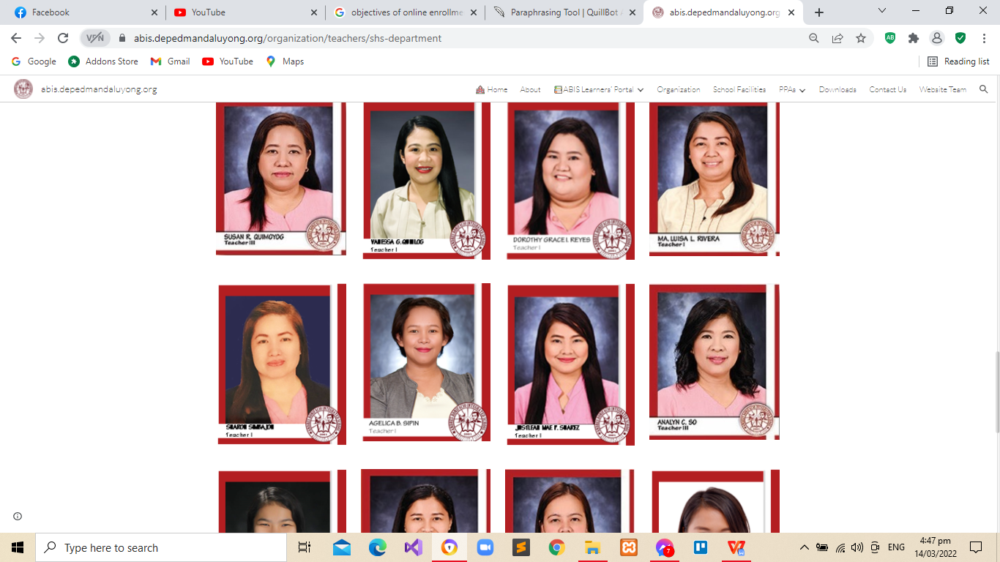 Facebook
YouTube
objectives of online enrollme
Paraphrasing Tool | QuillBot
abis.depedmandaluyong.org
VPN
abis.depedmandaluyong.org/organization/teachers/shs-department
Google
Addons Store
Gmail
YouTube
Maps
Reading list
abis.depedmandaluyong.org
Home
About
ABIS Learners' Portal
Organization
School Facilities
PPAs
Downloads
Contact Us
Website Team
SUSAN R. QUIMOYOG
Teacher III
VANESSA G.
Teacher I
DOROTHY GRACE I. REYES
Teacher I
MA. LUISA L. RIVERA
Teacher I
SHARON
Teacher I
AGELICA B. SIPIN
Teacher I
MAE P. SUAREZ
Teacher I
ANALYN C. SO
Teacher III
Type here to search
7
ENG
4:47 pm
14/03/2022